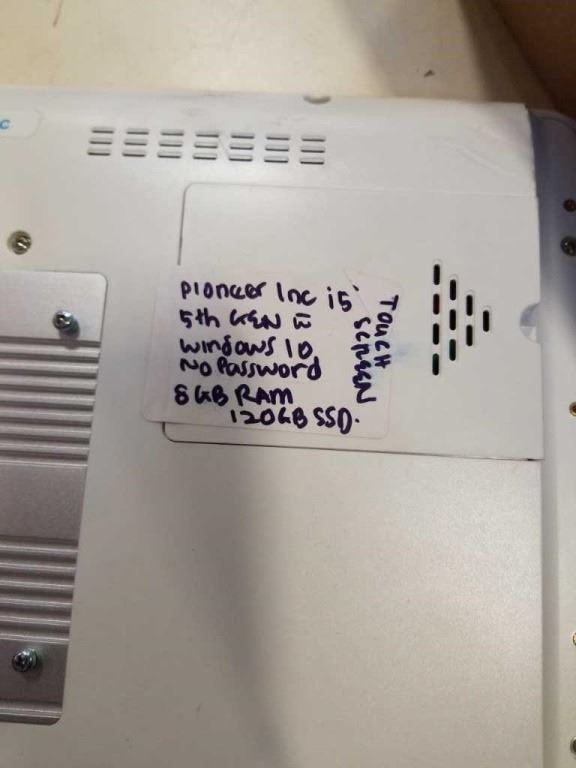 C
Pioneer Inc i5
5th GEN w
Windows 10
No Password
8GB RAM
120GB SSD.
TOUCH
SCREEN